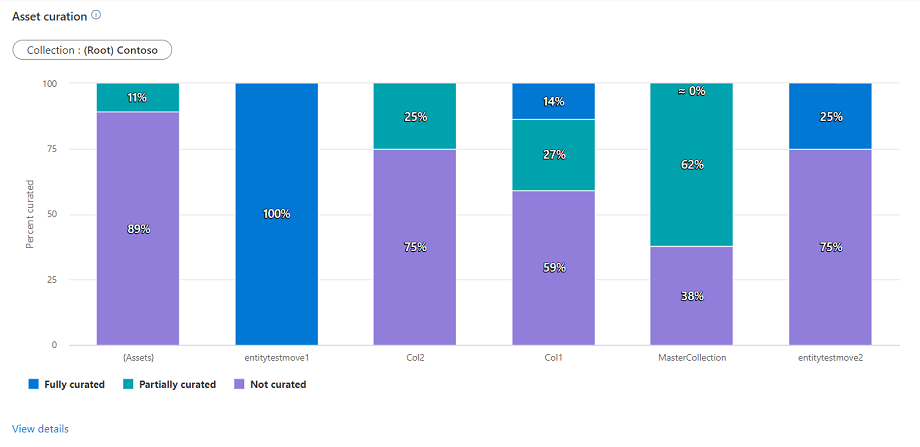 Asset curation
Collection : (Root) Contoso
Percent curated
100
75
50
25
0
11%
89%
100%
25%
75%
14%
27%
59%
≈ 0%
62%
38%
25%
75%
{Assets}
entitytestmove1
Col2
Col1
MasterCollection
entitytestmove2
Fully curated
Partially curated
Not curated
View details